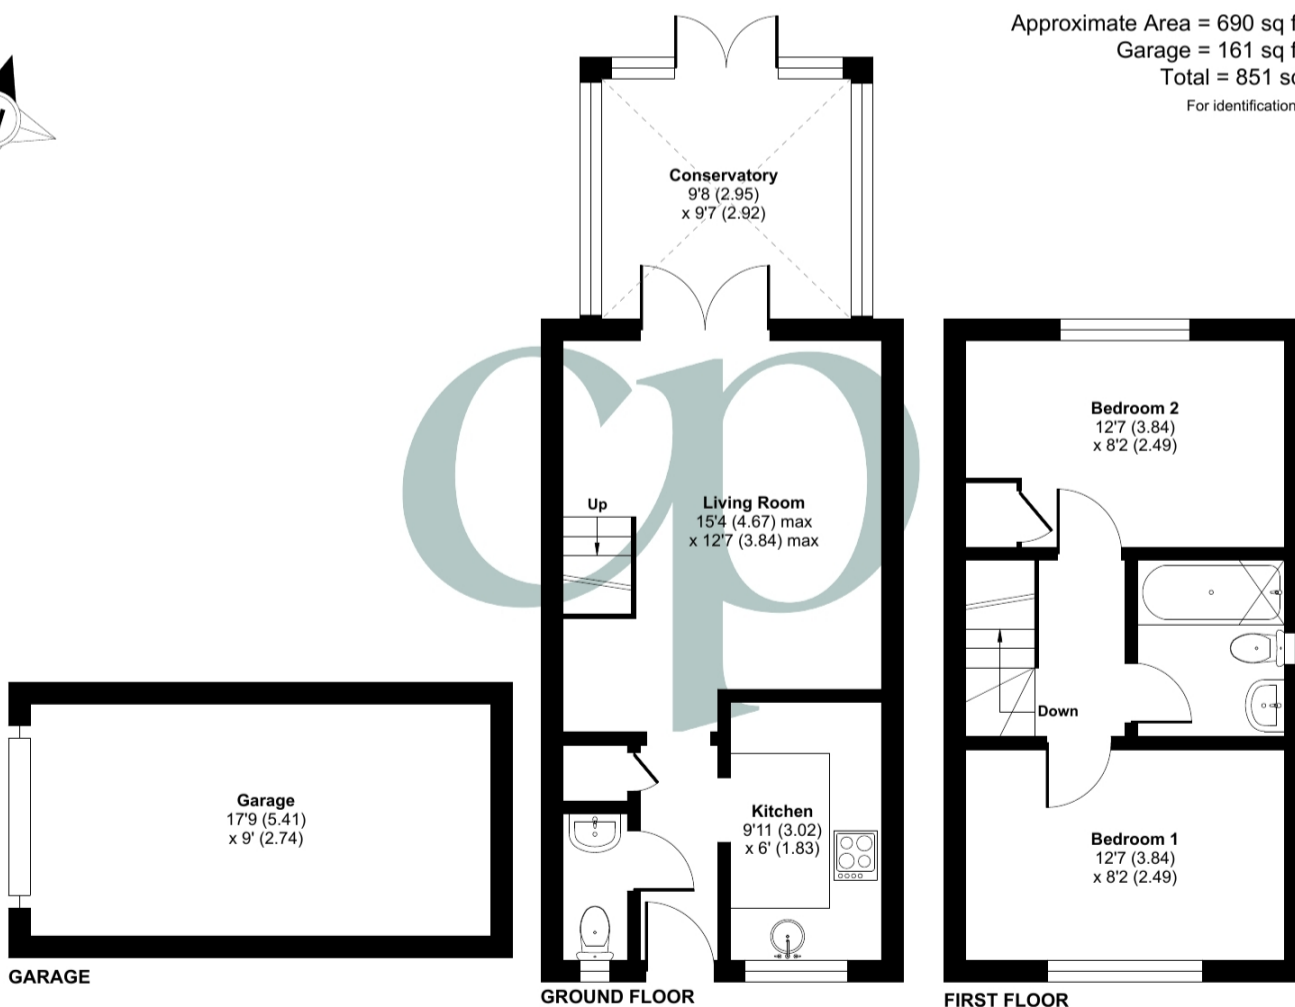 Approximate Area = 690 sq f
Garage = 161 sq f
Total = 851 sq
For identification
Conservatory
9'8 (2.95)
x 9'7 (2.92)
cp
Up
Living Room
15'4 (4.67) max
x 12'7 (3.84) max
Bedroom 2
12'7 (3.84)
x 8'2 (2.49)
Down
Garage
17'9 (5.41)
x 9' (2.74)
Kitchen
9'11 (3.02)
x 6' (1.83)
Bedroom 1
12'7 (3.84)
x 8'2 (2.49)
GARAGE
GROUND FLOOR
FIRST FLOOR